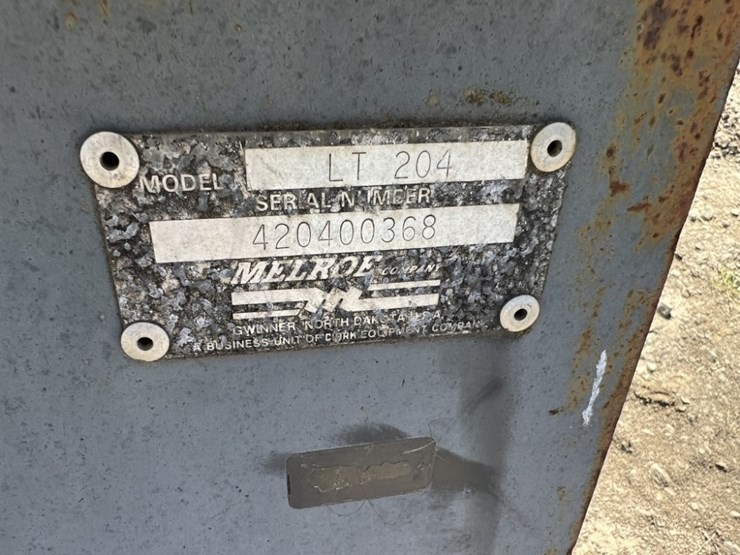 MODEL LT 204
SERIAL NUMBER
420400368
MELROE COMPANY
GWINNER, NORTH DAKOTA U.S.A.
A BUSINESS UNIT OF CLARK EQUIPMENT COMPANY